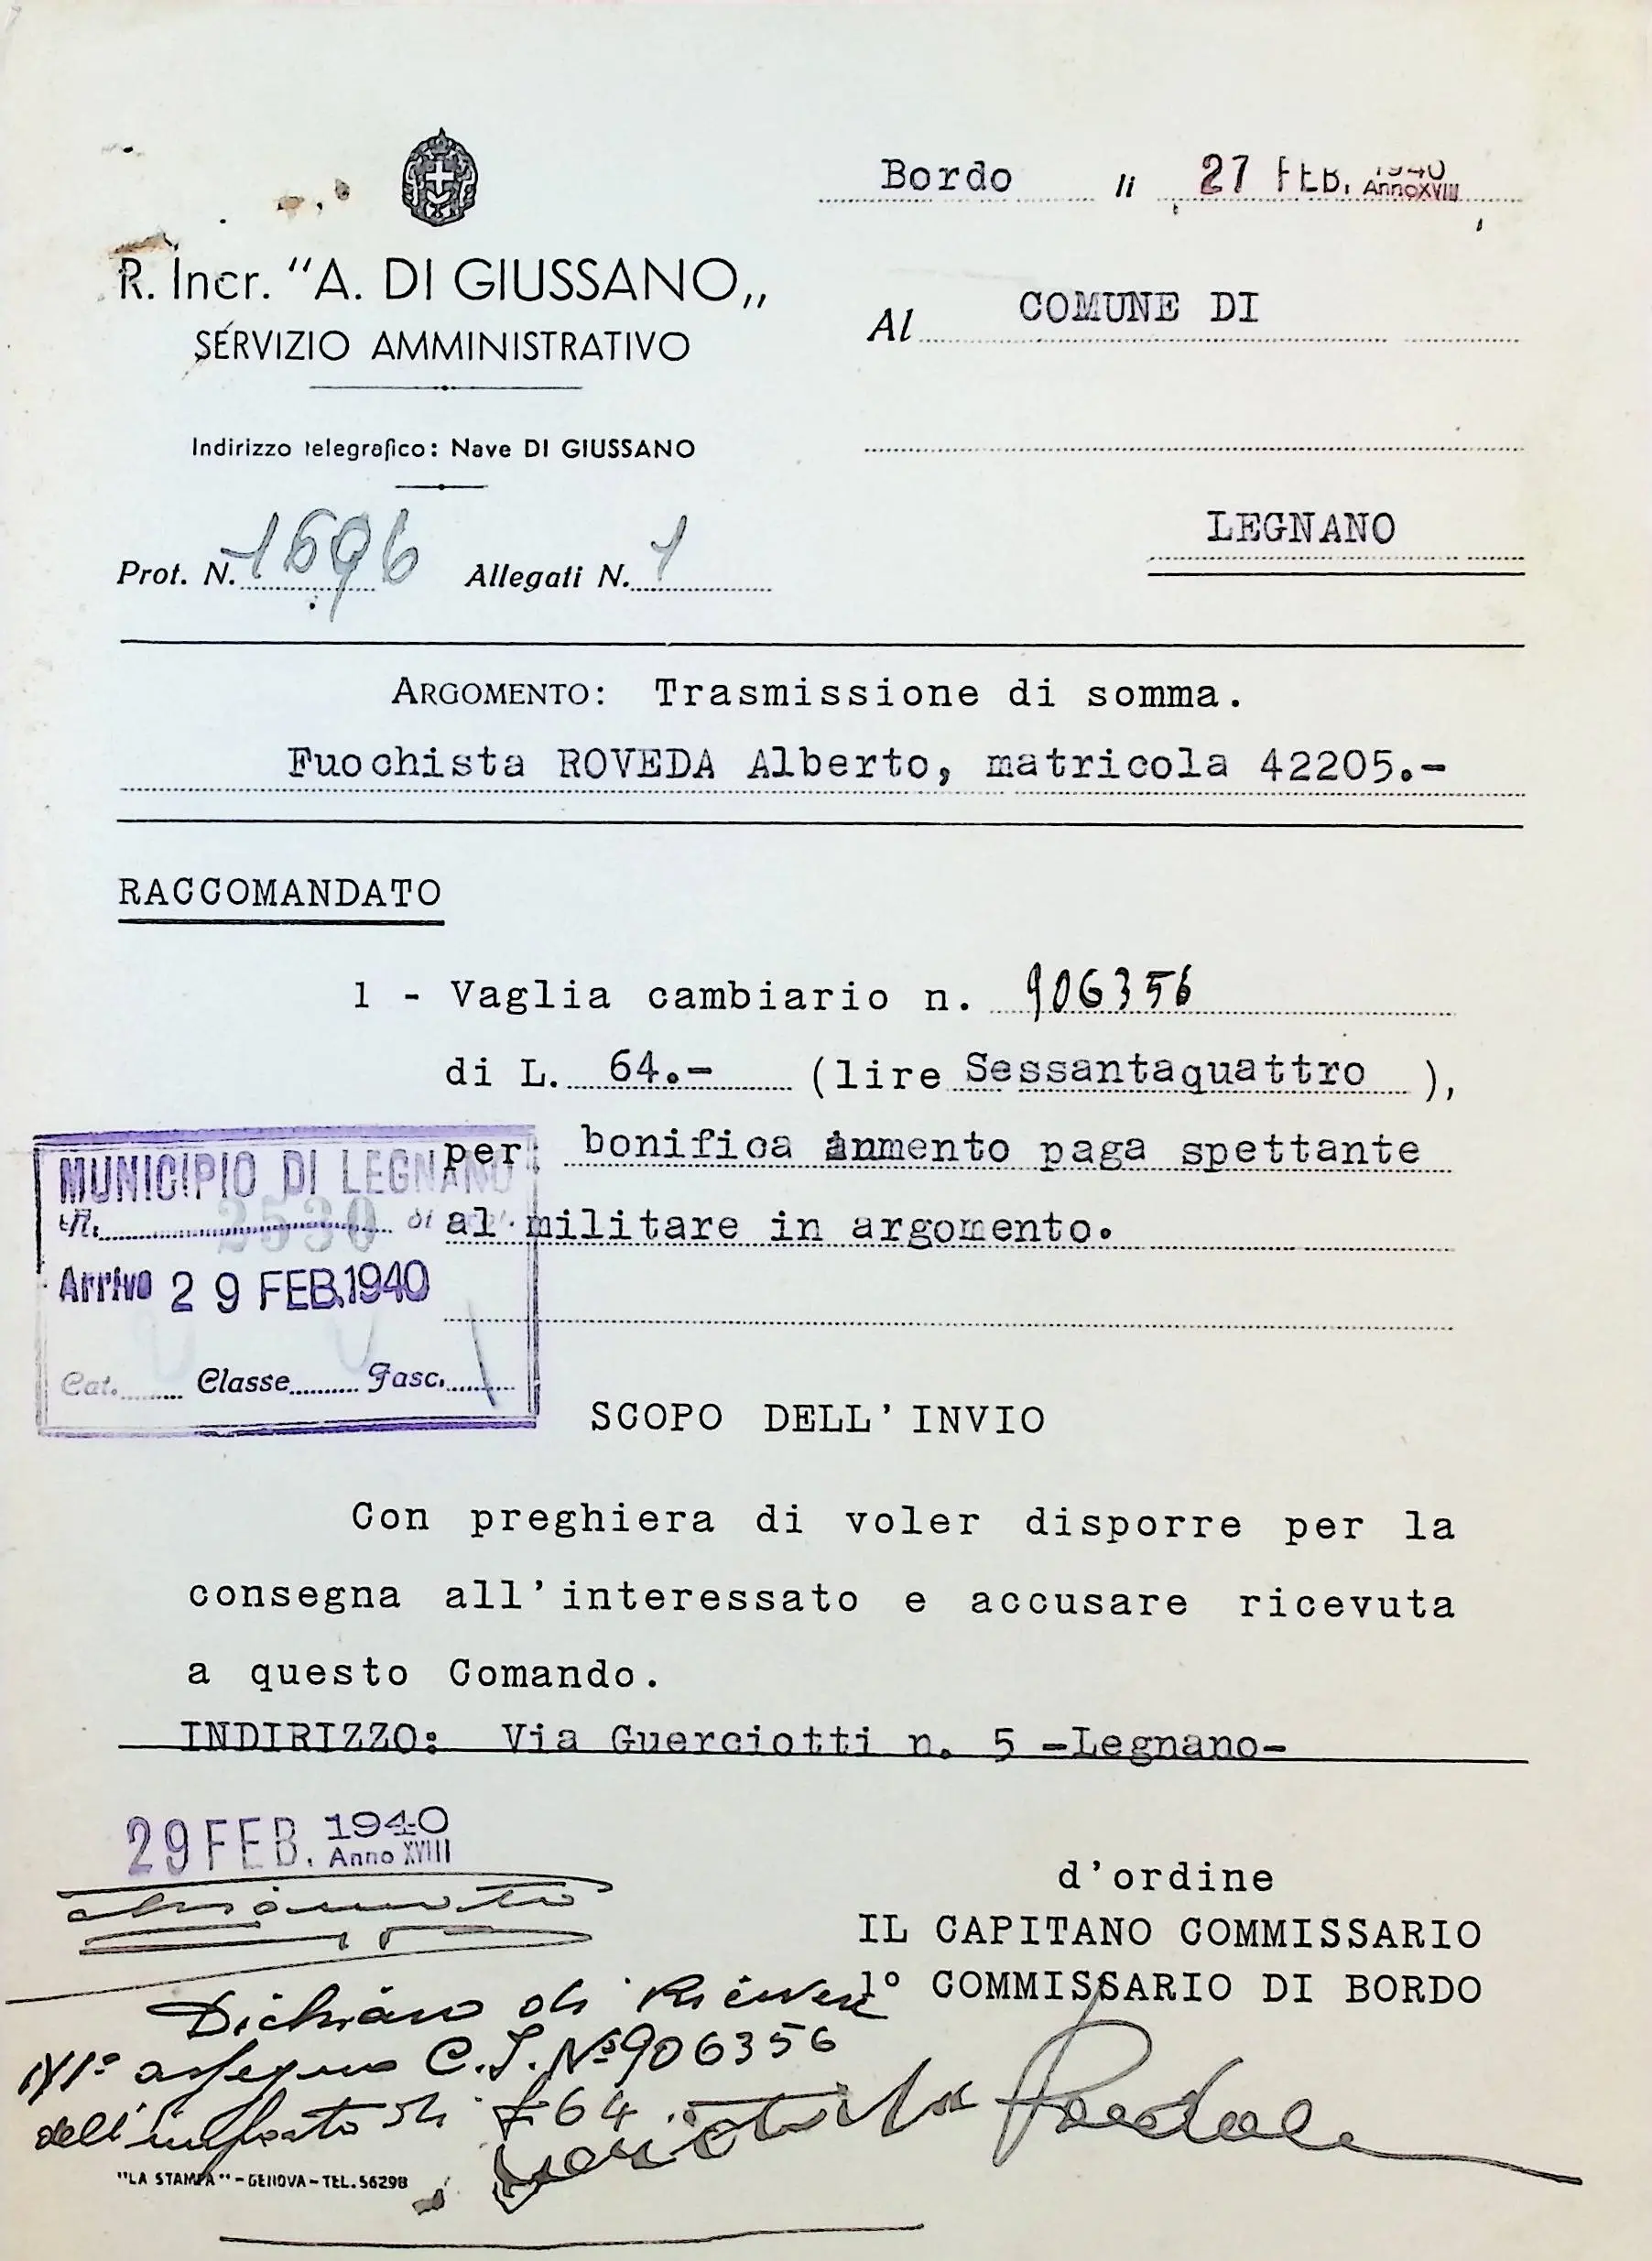 Bordo li 27 FEB. 1940 Anno XVIII
R. Incr. "A. DI GIUSSANO„
SERVIZIO AMMINISTRATIVO
Al COMUNE DI
Indirizzo telegrafico: Nave DI GIUSSANO
LEGNANO
Prot. N. 1696 Allegati N. 1
ARGOMENTO: Trasmissione di somma.
Fuochista ROVEDA Alberto, matricola 42205.-
RACCOMANDATO
1 - Vaglia cambiario n. 906356
di L. 64.- (lire Sessantaquattro ),
per bonifica anmento paga spettante
al militare in argomento.
MUNICIPIO DI LEGNANO
N. 2530 di
Arrivo 29 FEB. 1940
Cat. Classe Fasc.
SCOPO DELL'INVIO
Con preghiera di voler disporre per la
consegna all'interessato e accusare ricevuta
a questo Comando.
INDIRIZZO: Via Guerciotti n. 5 -Legnano-
29 FEB. 1940
Anno XVIII
d'ordine
IL CAPITANO COMMISSARIO
1° COMMISSARIO DI BORDO
Dichiaro di
assegno N° 906356
dell' di £ 64.
"LA STAMPA" - GENOVA - TEL. 56298